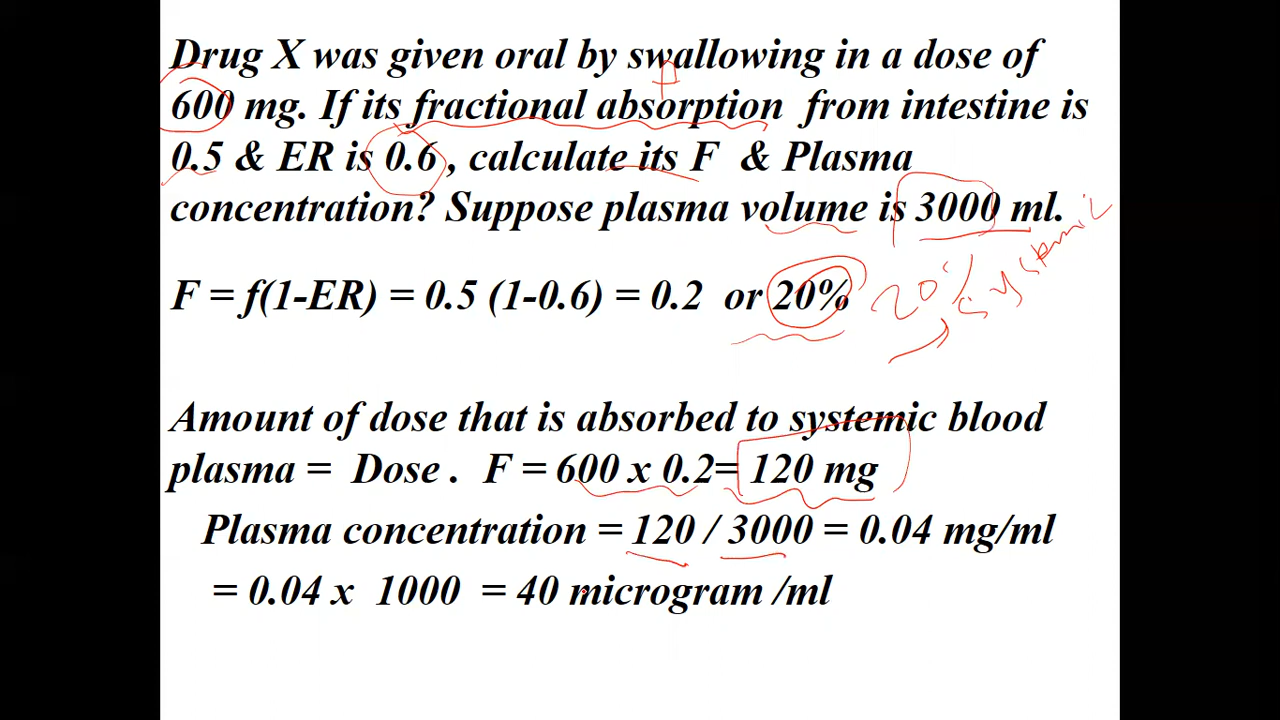 Drug X was given oral by swallowing in a dose of
600 mg. If its fractional absorption from intestine is
0.5 & ER is 0.6 , calculate its F & Plasma
concentration? Suppose plasma volume is 3000 ml.
F = f(1-ER) = 0.5 (1-0.6) = 0.2 or 20%
20% systemic
Amount of dose that is absorbed to systemic blood
plasma = Dose . F = 600 x 0.2= 120 mg
Plasma concentration = 120 / 3000 = 0.04 mg/ml
= 0.04 x 1000 = 40 microgram /ml